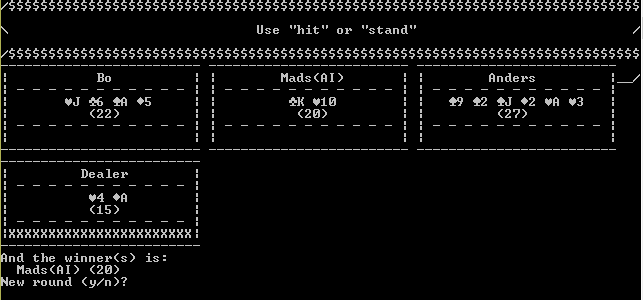 Use "hit" or "stand"
Bo
♥J ♣6 ♣A ♦5
(22)
Mads(AI)
♣K ♥10
(20)
Anders
♣9 ♣2 ♣J ♦2 ♥A ♥3
(27)
Dealer
♥4 ♦A
(15)
XXXXXXXXXXXXXXXXXXXXXXX
And the winner(s) is:
Mads(AI) (20)
New round (y/n)?